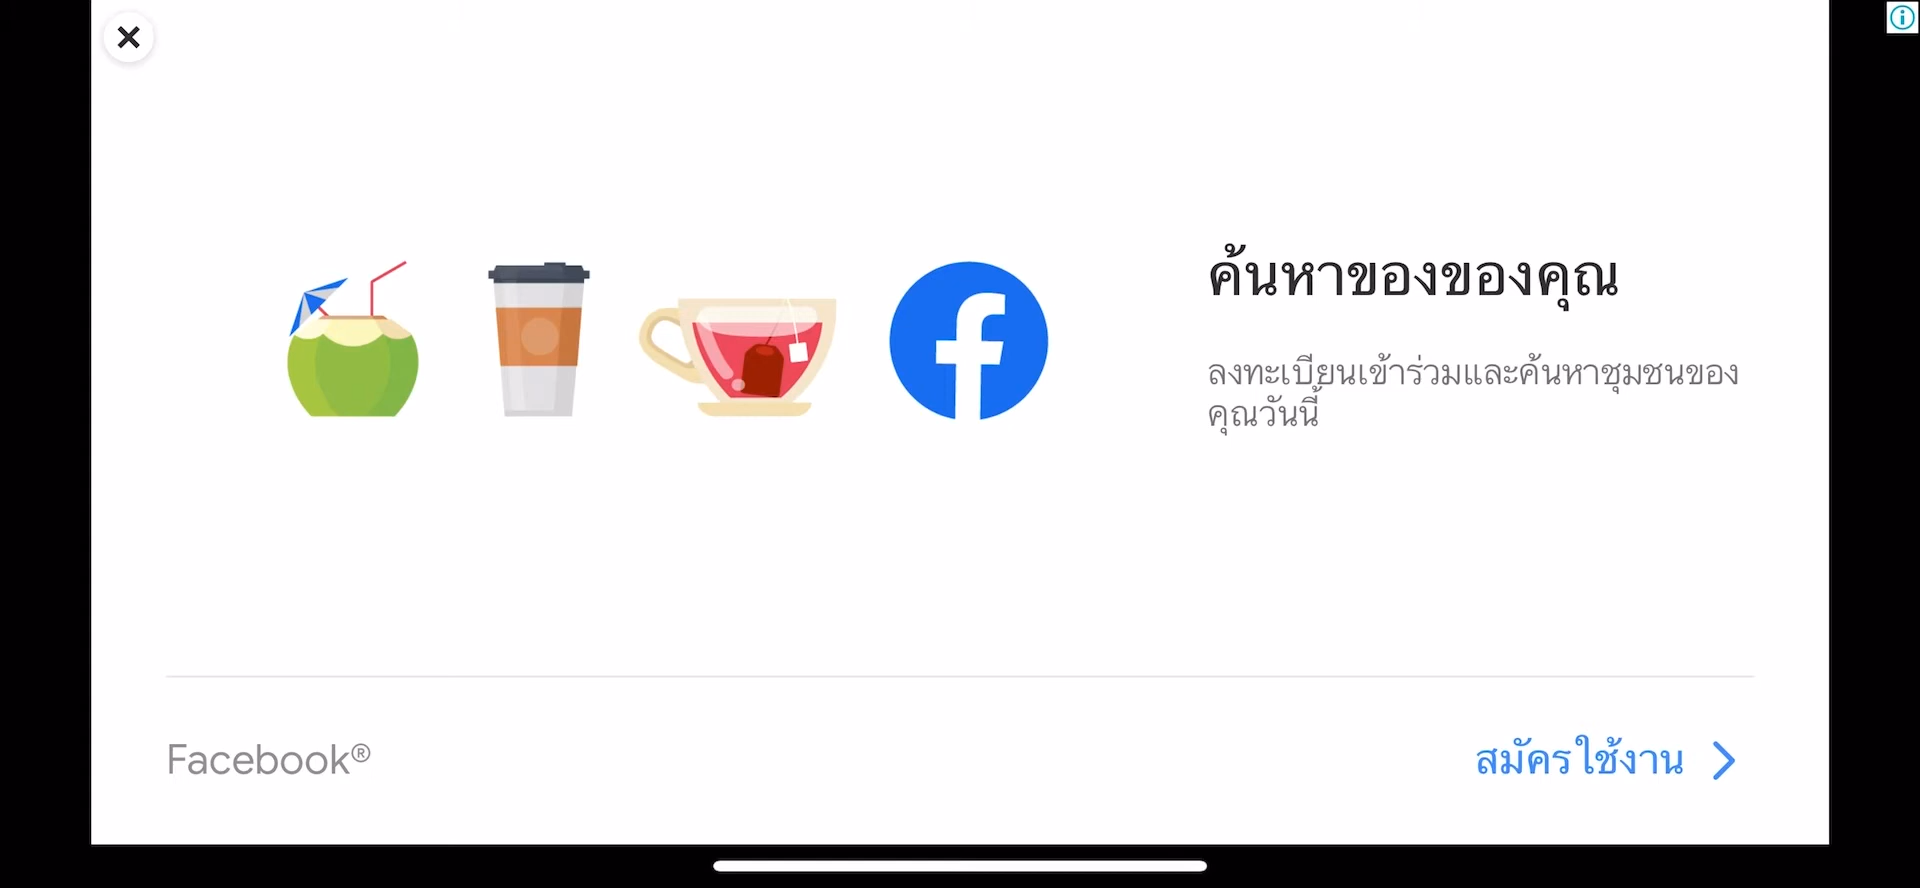 ค้นหาของของคุณ
ลงทะเบียนเข้าร่วมและค้นหาชุมชนของ
คุณวันนี้
Facebook®
สมัครใช้งาน